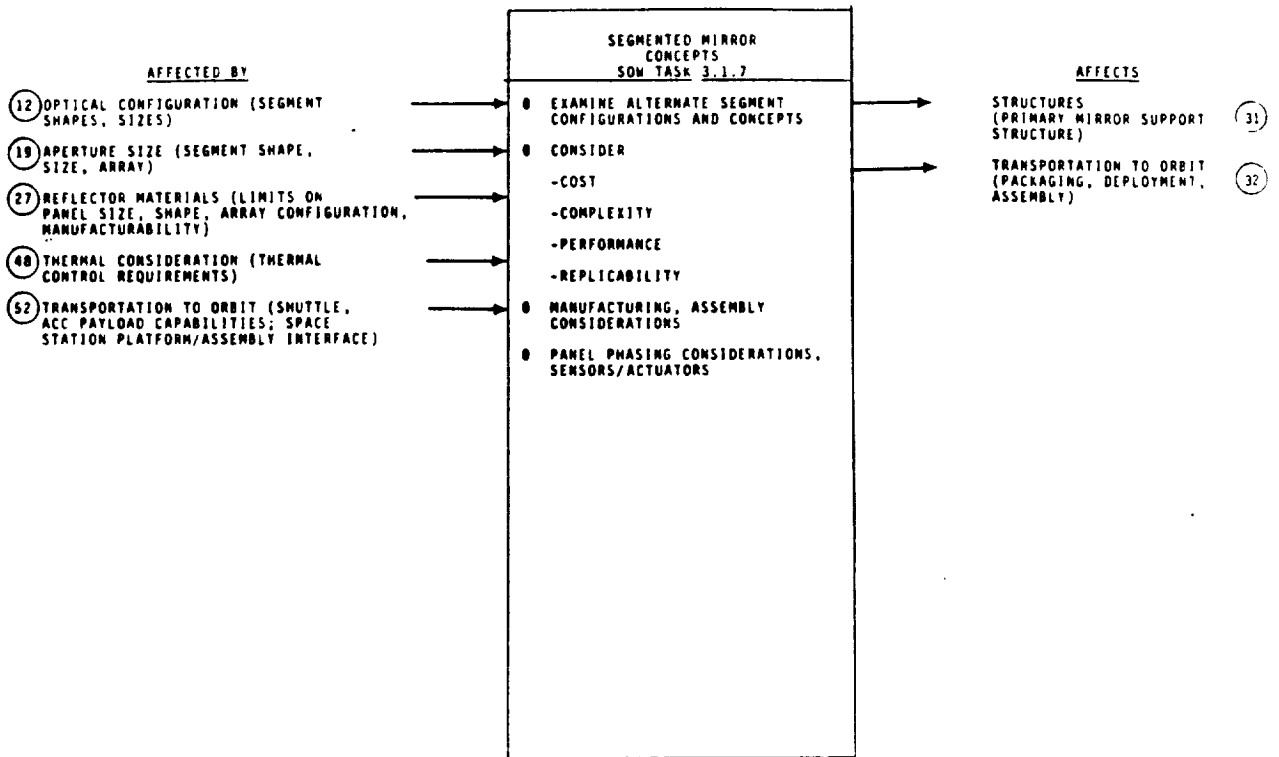 SEGMENTED MIRROR
CONCEPTS
SOW TASK 3.1.7
AFFECTED BY
12 OPTICAL CONFIGURATION (SEGMENT
SHAPES, SIZES)
19 APERTURE SIZE (SEGMENT SHAPE,
SIZE, ARRAY)
27 REFLECTOR MATERIALS (LIMITS ON
PANEL SIZE, SHAPE, ARRAY CONFIGURATION,
MANUFACTURABILITY)
48 THERMAL CONSIDERATION (THERMAL
CONTROL REQUIREMENTS)
52 TRANSPORTATION TO ORBIT (SHUTTLE,
ACC PAYLOAD CAPABILITIES; SPACE
STATION PLATFORM/ASSEMBLY INTERFACE)
● EXAMINE ALTERNATE SEGMENT
CONFIGURATIONS AND CONCEPTS
● CONSIDER
-COST
-COMPLEXITY
-PERFORMANCE
-REPLICABILITY
● MANUFACTURING, ASSEMBLY
CONSIDERATIONS
● PANEL PHASING CONSIDERATIONS,
SENSORS/ACTUATORS
AFFECTS
STRUCTURES
(PRIMARY MIRROR SUPPORT 31
STRUCTURE)
TRANSPORTATION TO ORBIT
(PACKAGING, DEPLOYMENT, 32
ASSEMBLY)